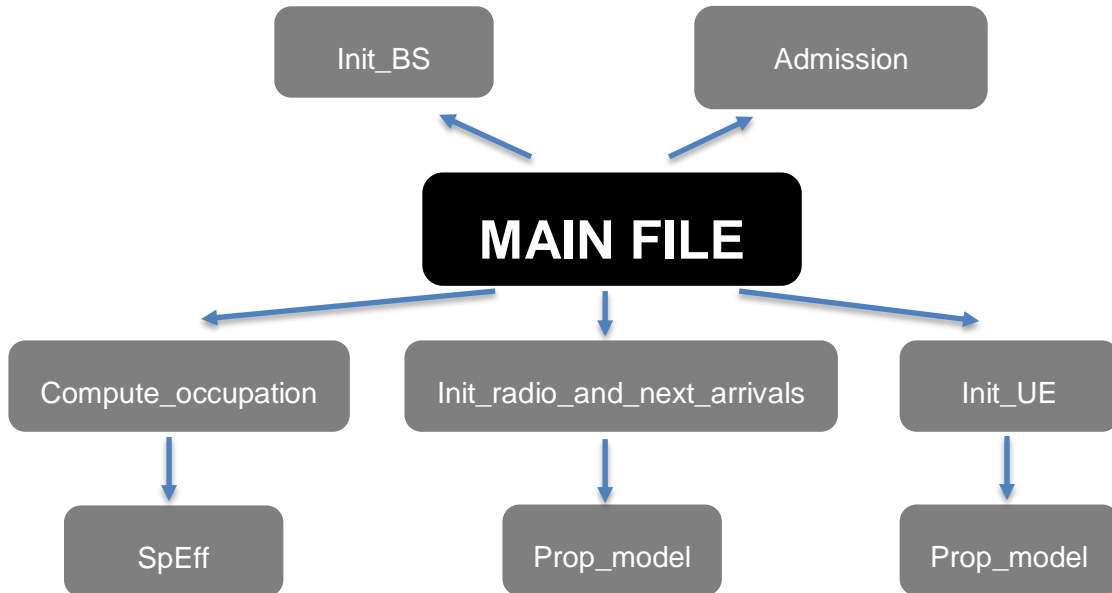 Init_BS
Admission
MAIN FILE
Compute_occupation
Init_radio_and_next_arrivals
Init_UE
SpEff
Prop_model
Prop_model